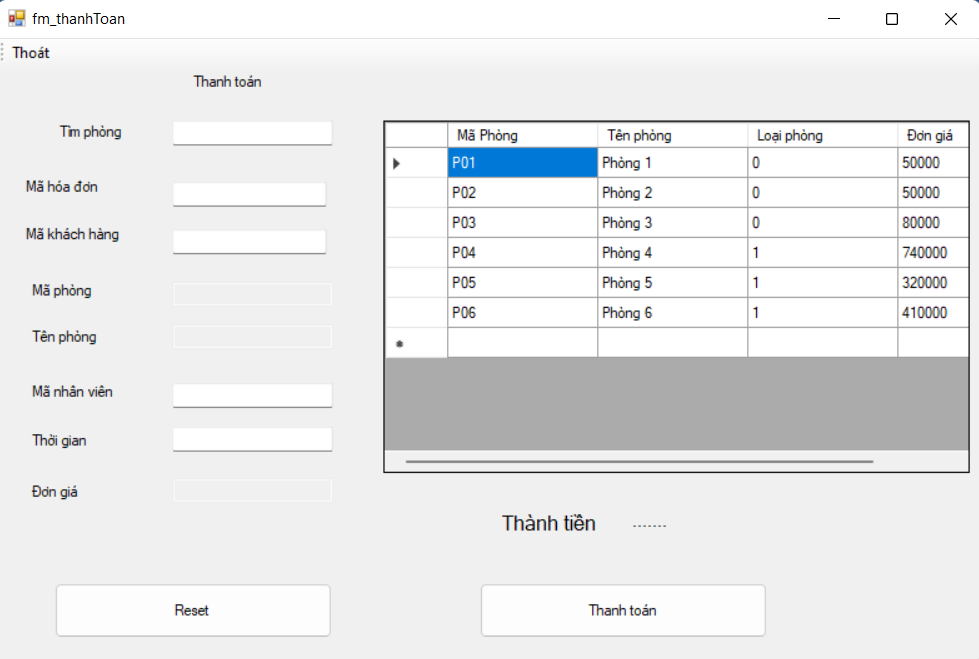 fm_thanhToan
Thoát
Thanh toán
Tìm phòng
Mã hóa đơn
Mã khách hàng
Mã phòng
Tên phòng
Mã nhân viên
Thời gian
Đơn giá
Mã Phòng Tên phòng Loại phòng Đơn giá
P01 Phòng 1 0 50000
P02 Phòng 2 0 50000
P03 Phòng 3 0 80000
P04 Phòng 4 1 740000
P05 Phòng 5 1 320000
P06 Phòng 6 1 410000
Thành tiền .......
Reset
Thanh toán